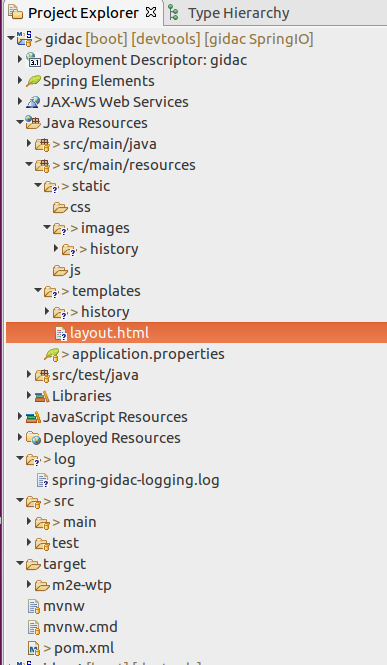 Project Explorer Type Hierarchy
> gidac [boot] [devtools] [gidac SpringIO]
Deployment Descriptor: gidac
Spring Elements
JAX-WS Web Services
Java Resources
> src/main/java
> src/main/resources
> static
css
> images
> history
js
> templates
> history
layout.html
> application.properties
src/test/java
Libraries
JavaScript Resources
Deployed Resources
> log
spring-gidac-logging.log
> src
> main
test
target
m2e-wtp
mvnw
mvnw.cmd
> pom.xml